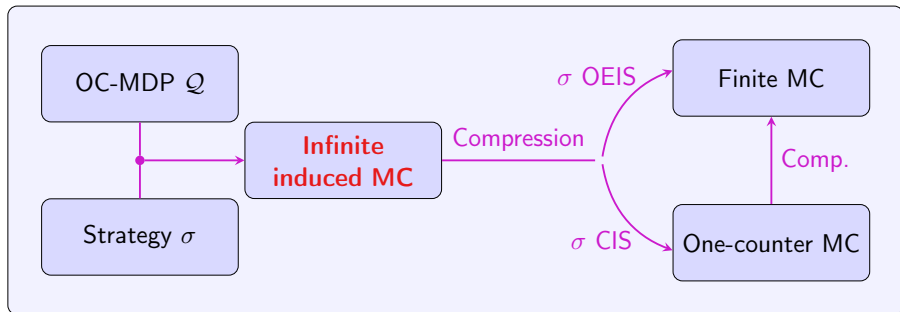 OC-MDP 𝒬
Strategy σ
Infinite
induced MC
Compression
σ OEIS
σ CIS
Finite MC
Comp.
One-counter MC